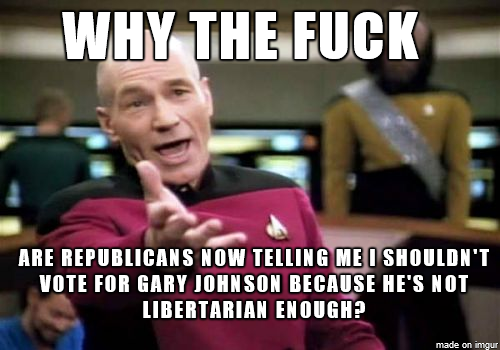 WHY THE FUCK
ARE REPUBLICANS NOW TELLING ME I SHOULDN'T
VOTE FOR GARY JOHNSON BECAUSE HE'S NOT
LIBERTARIAN ENOUGH?
made on imgur